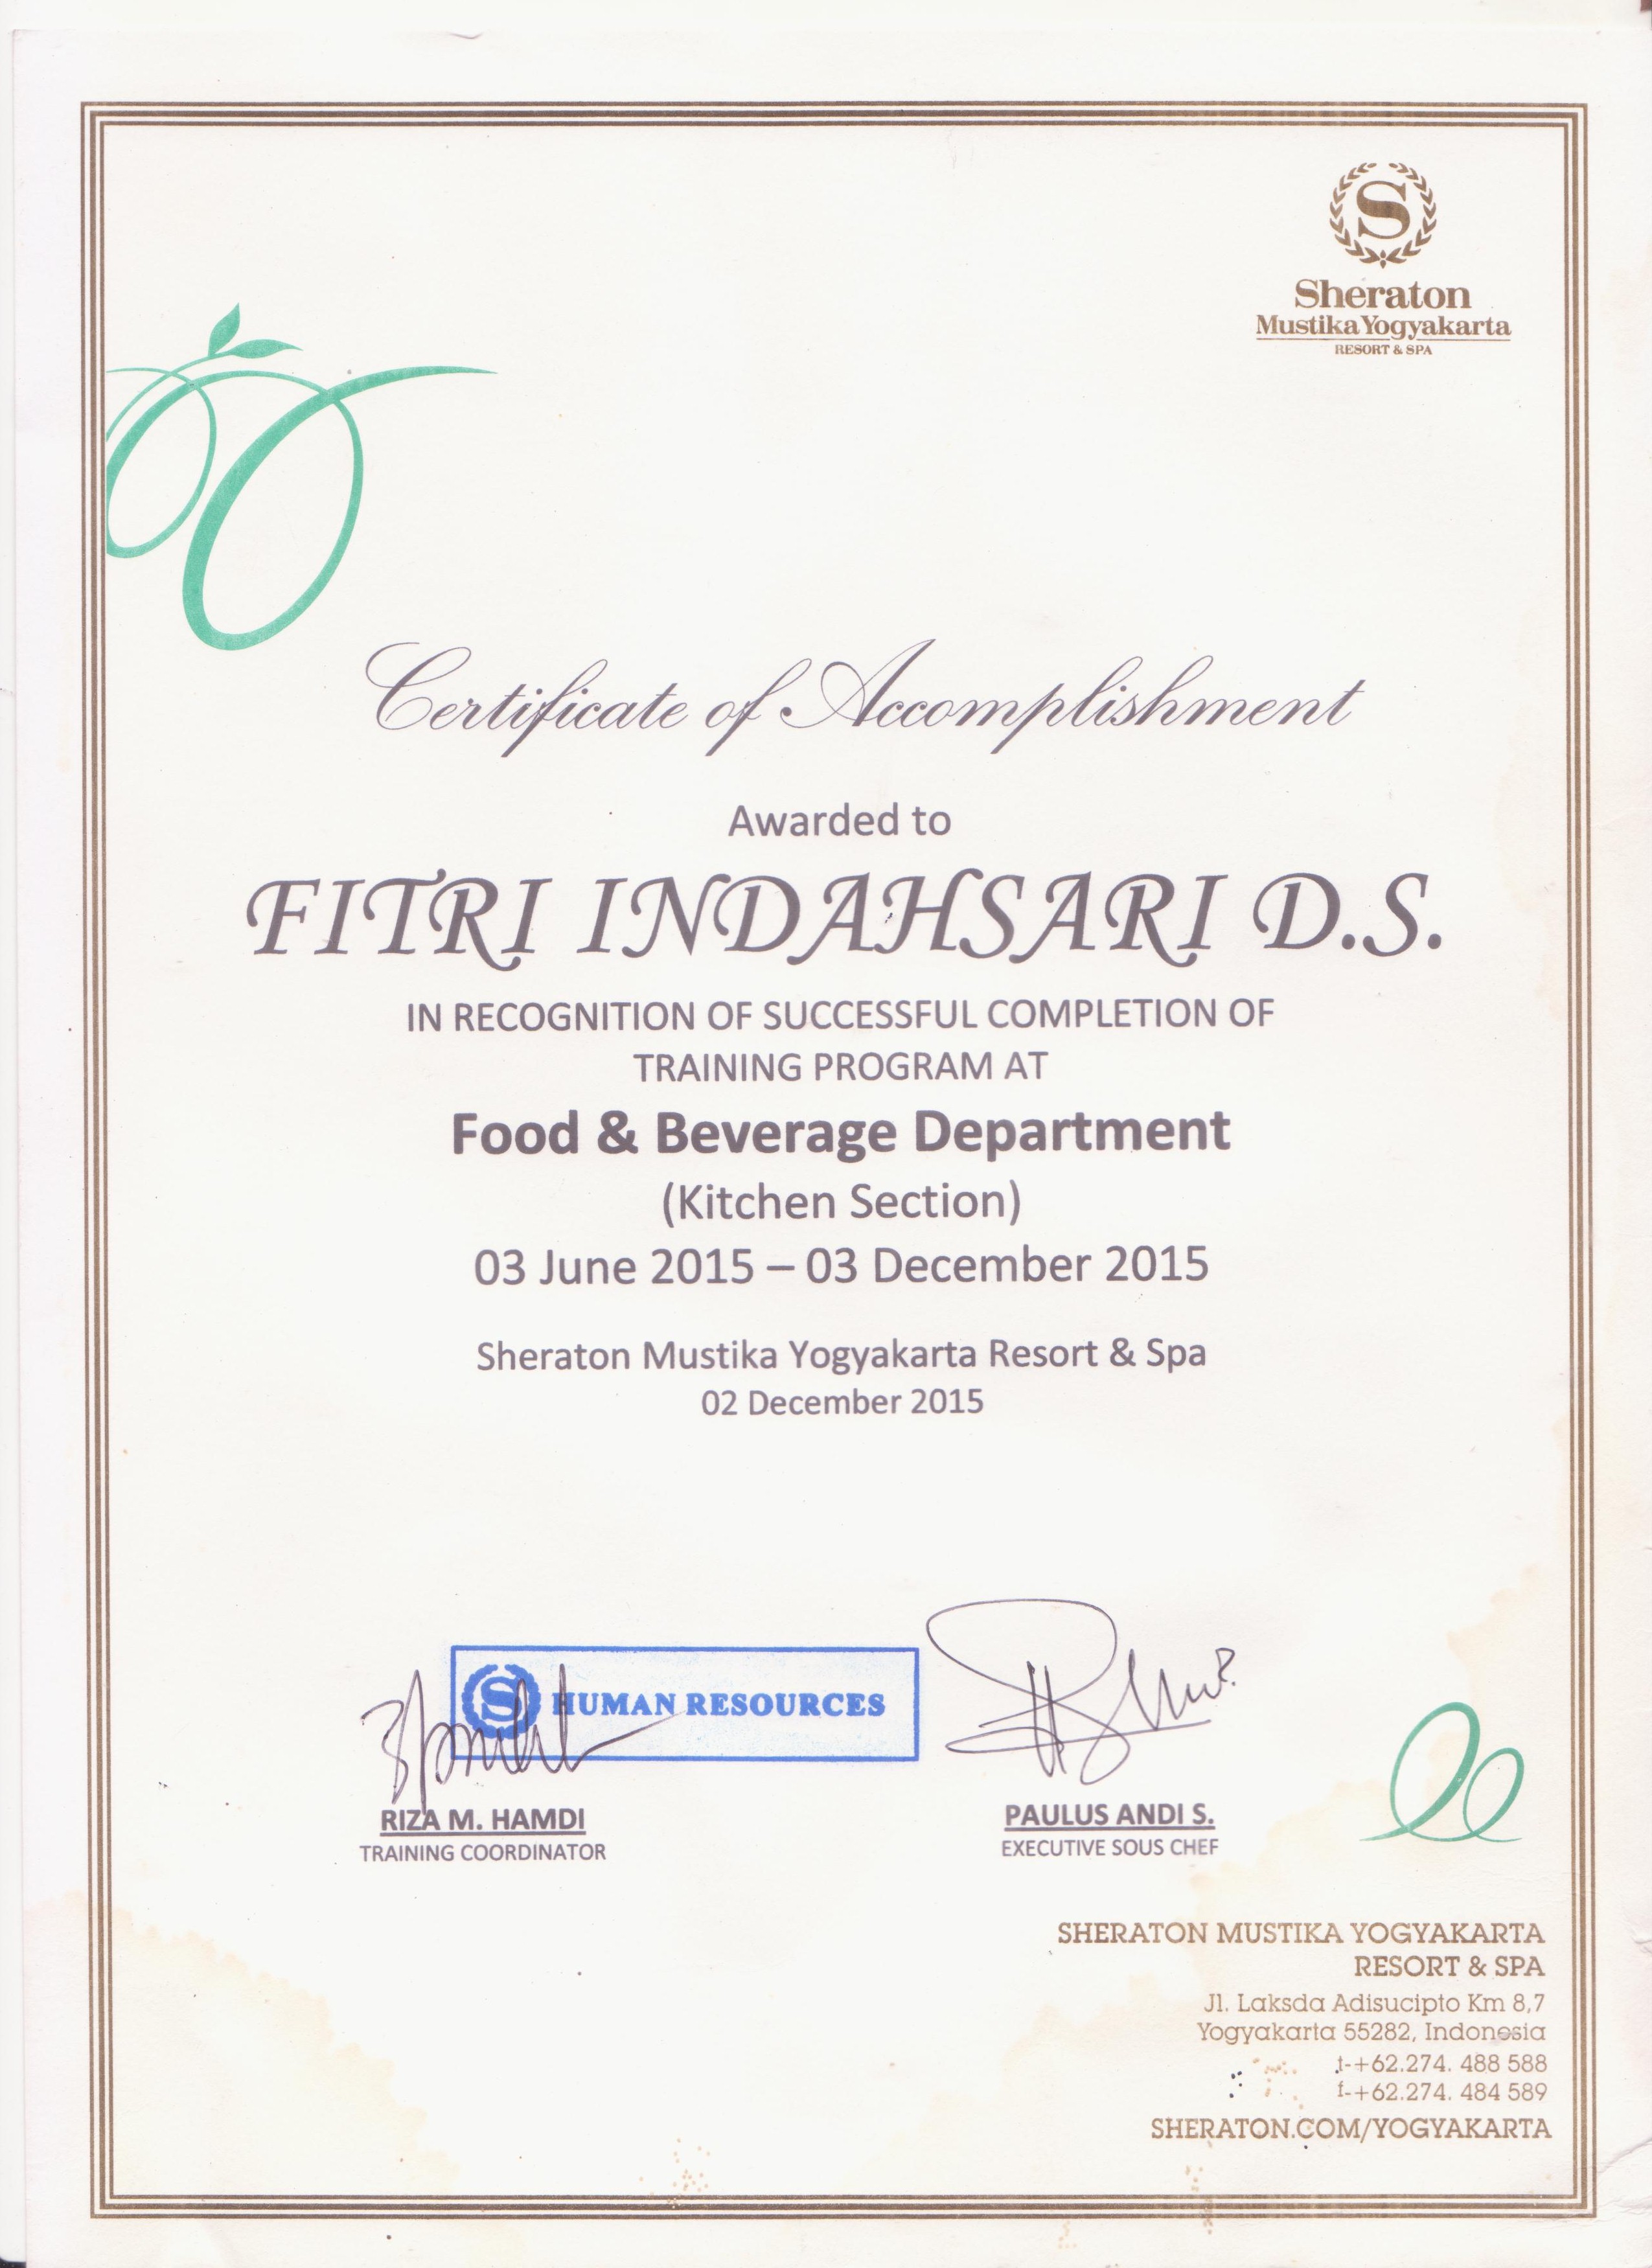 S
Sheraton
Mustika Yogyakarta
RESORT & SPA
Certificate of Accomplishment
Awarded to
FITRI INDAHSARI D.S.
IN RECOGNITION OF SUCCESSFUL COMPLETION OF
TRAINING PROGRAM AT
Food & Beverage Department
(Kitchen Section)
03 June 2015 – 03 December 2015
Sheraton Mustika Yogyakarta Resort & Spa
02 December 2015
S HUMAN RESOURCES
RIZA M. HAMDI
TRAINING COORDINATOR
PAULUS ANDI S.
EXECUTIVE SOUS CHEF
SHERATON MUSTIKA YOGYAKARTA
RESORT & SPA
Jl. Laksda Adisucipto Km 8,7
Yogyakarta 55282, Indonesia
t-+62.274. 488 588
f-+62.274. 484 589
SHERATON.COM/YOGYAKARTA